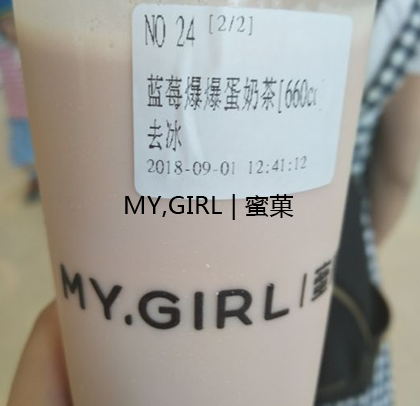 NO 24 [2/2]
蓝莓爆爆蛋奶茶[660cc]
去冰
2018-09-01 12:41:12
MY,GIRL | 蜜菓
MY.GIRL |